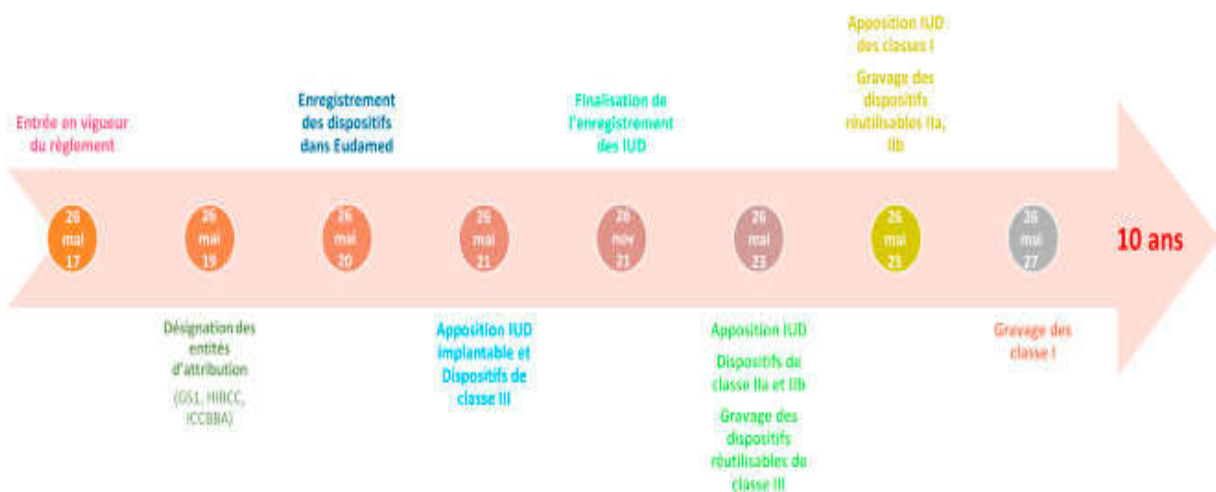 Entrée en vigueur
du règlement
26
mai
17
26
mai
19
Désignation des
entités
d'attribution
(GS1, HIBCC,
ICCBBA)
Enregistrement
des dispositifs
dans Eudamed
26
mai
20
26
mai
21
Apposition IUD
implantable et
Dispositifs de
classe III
Finalisation de
l'enregistrement
des IUD
26
nov
21
26
mai
23
Apposition IUD
Dispositifs de
classe IIa et IIb
Gravage des
dispositifs
réutilisables de
classe III
Apposition IUD
des classes I
Gravage des
dispositifs
réutilisables IIa,
IIb
26
mai
26
mai
27
Gravage des
classe I
10 ans